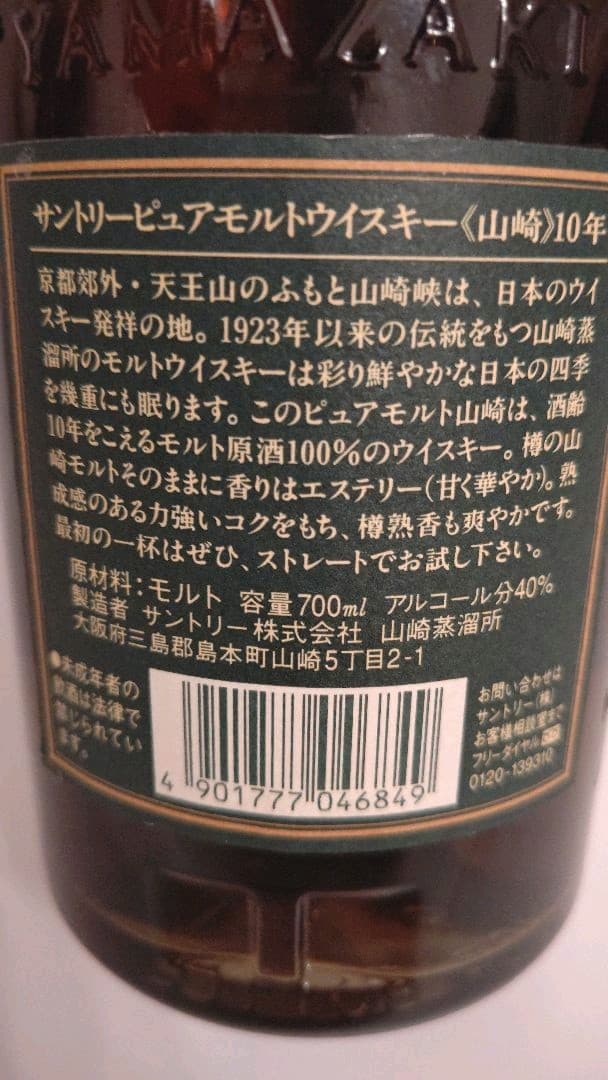 YAMAZAKI
サントリーピュアモルトウイスキー《山崎》10年
京都郊外・天王山のふもと山崎峡は、日本のウイ
スキー発祥の地。1923年以来の伝統をもつ山崎蒸
溜所のモルトウイスキーは彩り鮮やかな日本の四季
を幾重にも眠ります。このピュアモルト山崎は、酒齢
10年をこえるモルト原酒100%のウイスキー。樽の山
崎モルトそのままに香りはエステリー(甘く華やか)。熟
成感のある力強いコクをもち、樽熟香も爽やかです。
最初の一杯はぜひ、ストレートでお試し下さい。
原材料:モルト 容量700ml アルコール分40%
製造者 サントリー株式会社 山崎蒸溜所
大阪府三島郡島本町山崎5丁目2-1
●未成年者の
飲酒は法律で
禁じられてい
ます。
4 901777 046849
お問い合わせは
サントリー(株)
お客様相談室まで
フリーダイヤル
0120-139310